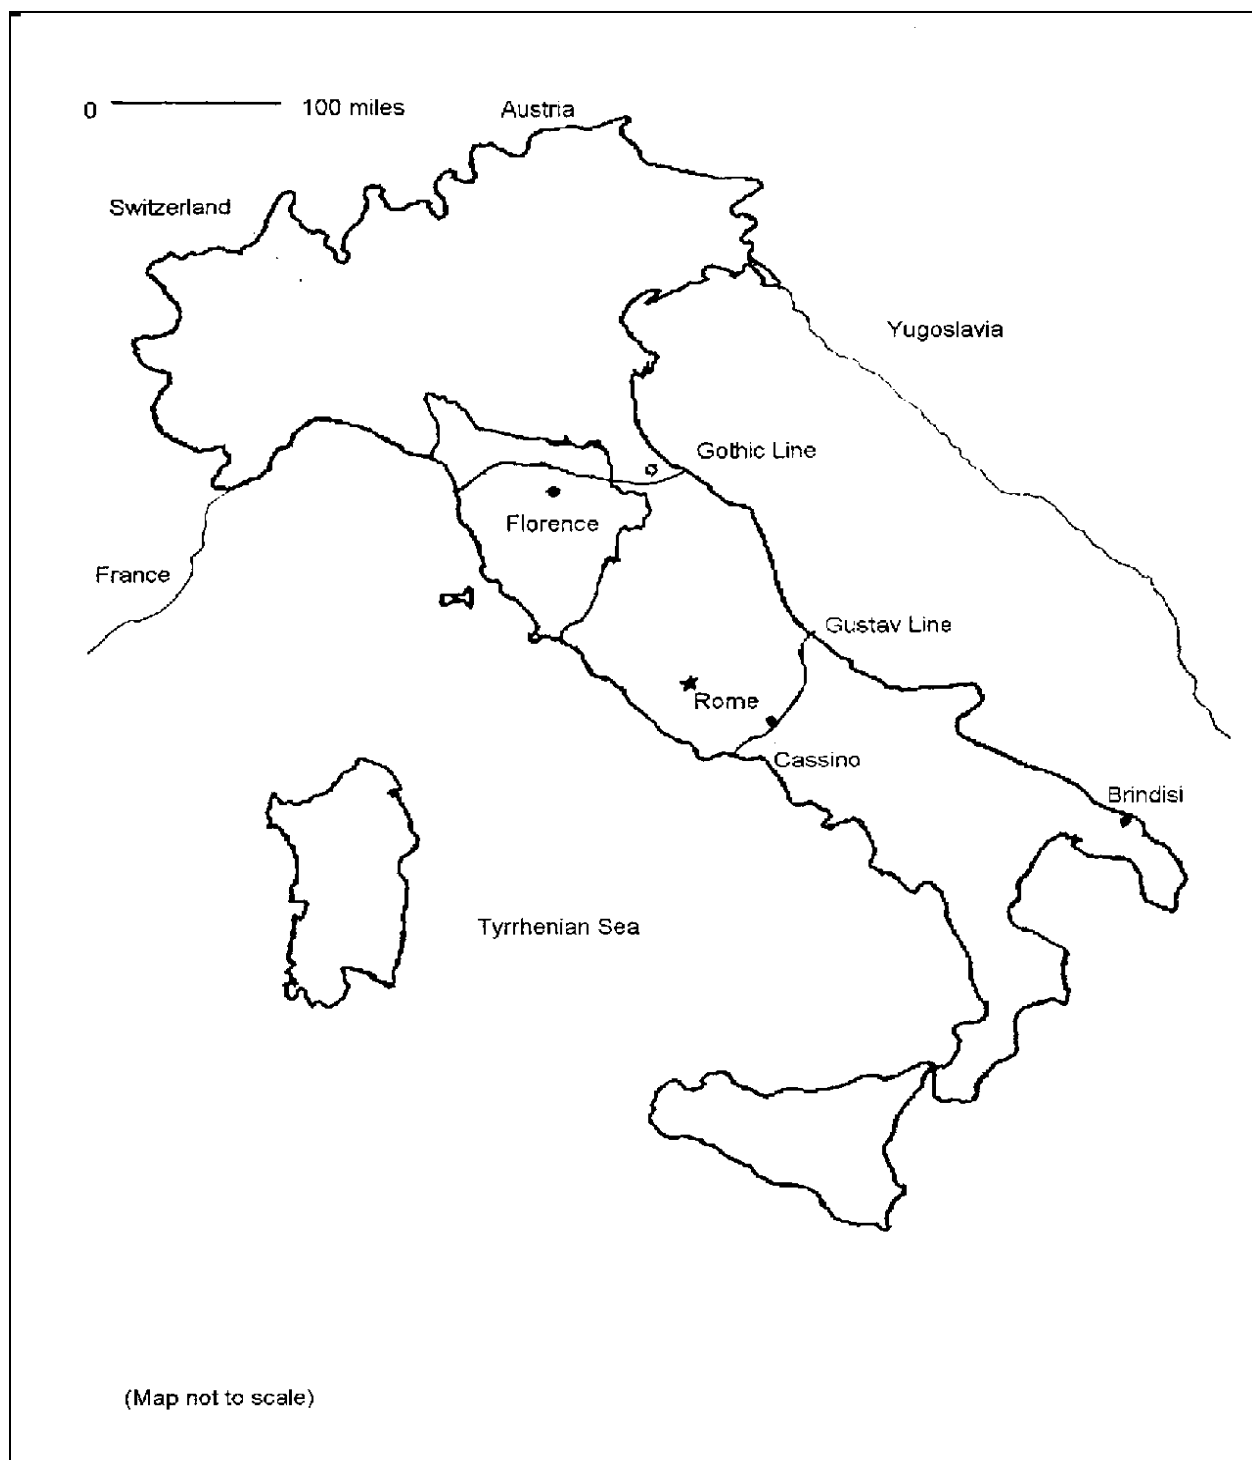 0 100 miles
Austria
Switzerland
Yugoslavia
Gothic Line
Florence
France
Gustav Line
Rome
Cassino
Brindisi
Tyrrhenian Sea
(Map not to scale)